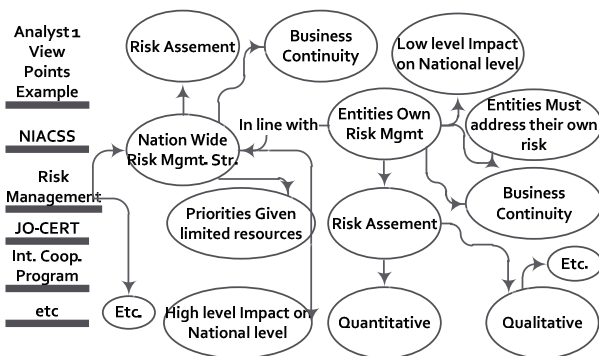 Analyst1
View
Points
Example
NIACSS
Risk
Management
JO-CERT
Int. Coop.
Program
etc
Risk Assement
Business
Continuity
Low level Impact
on National level
Nation Wide
Risk Mgmt. Str.
In line with
Entities Own
Risk Mgmt
Entities Must
address their own
risk
Priorities Given
limited resources
Risk Assement
Business
Continuity
Etc.
Etc.
High level Impact on
National level
Quantitative
Qualitative